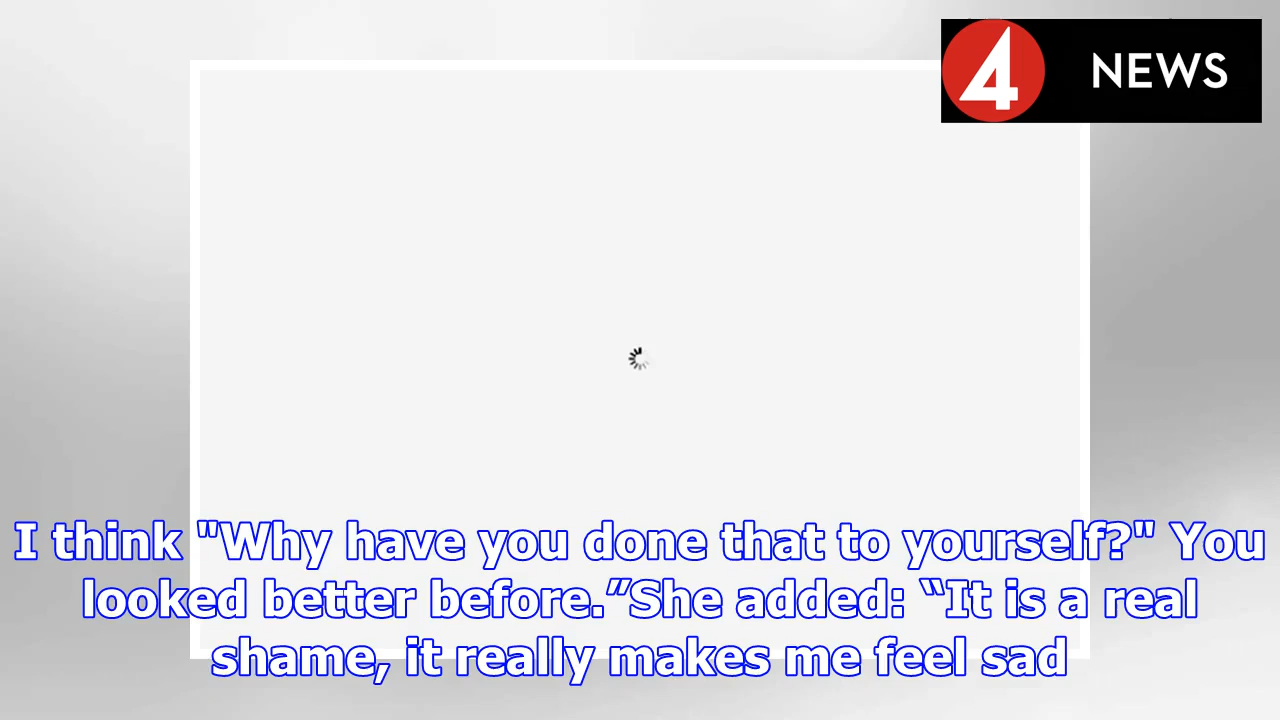 4 NEWS
I think "Why have you done that to yourself?" You
looked better before.”She added: “It is a real
shame, it really makes me feel sad